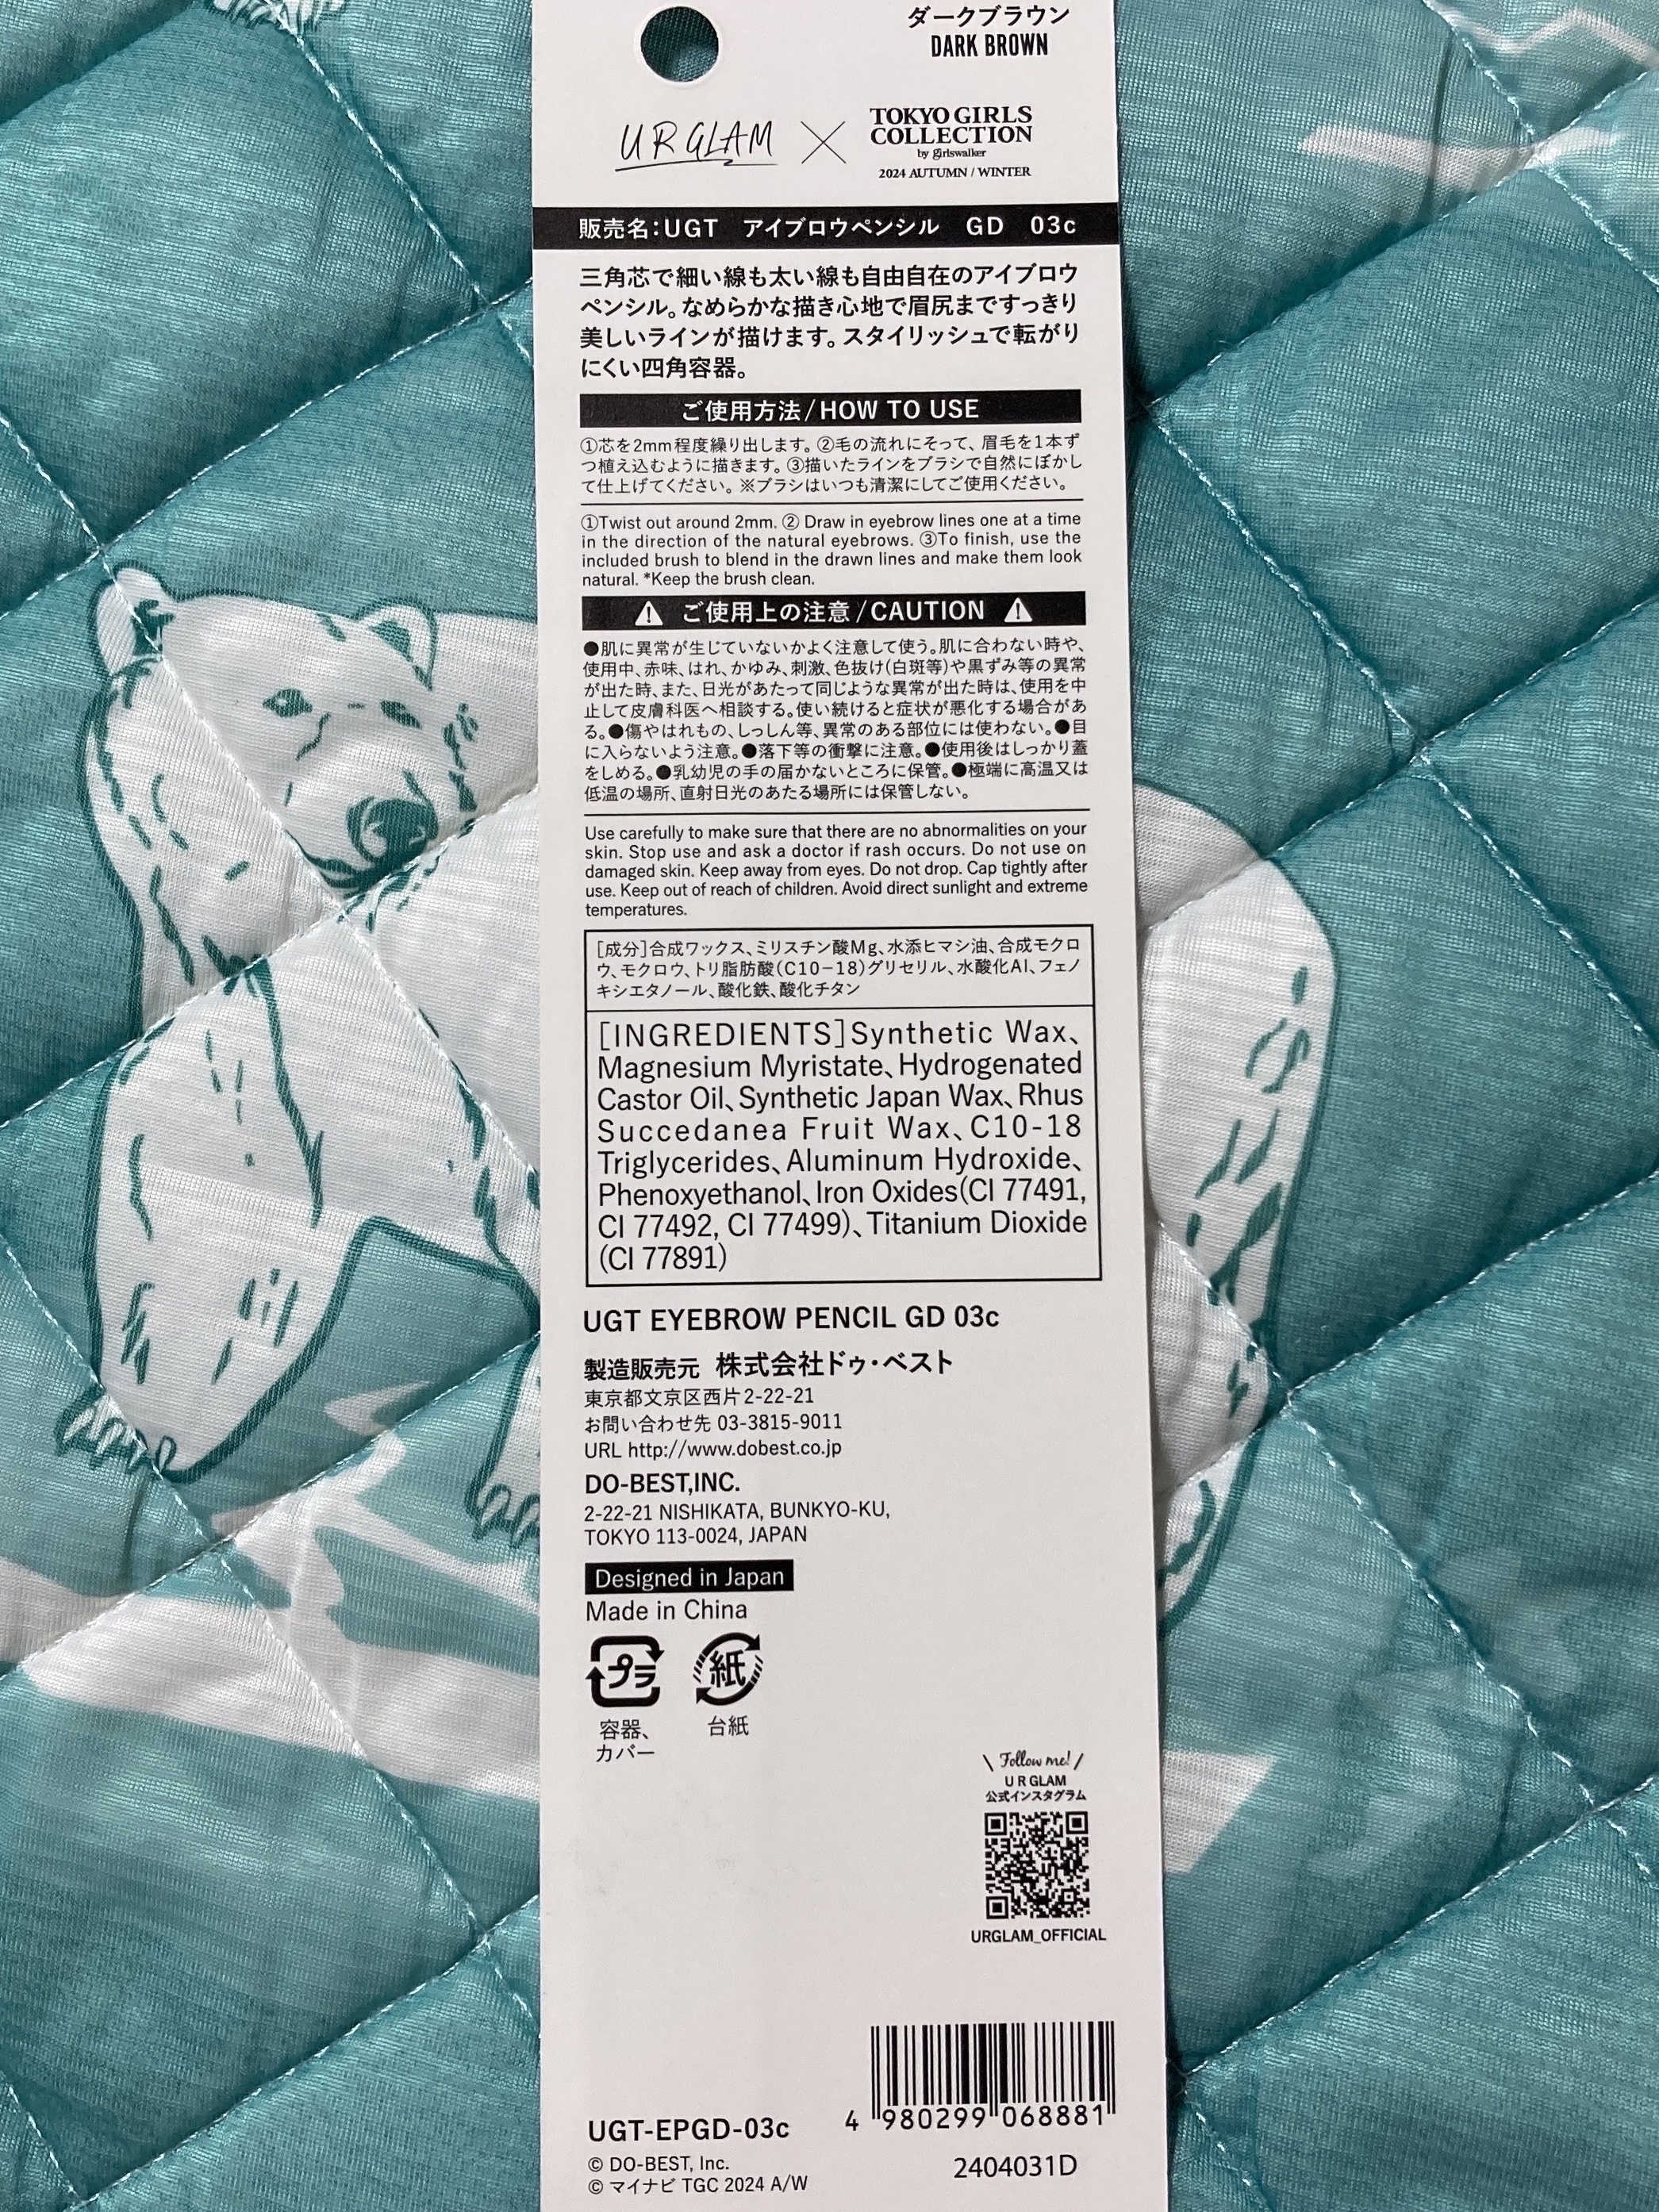 ダークブラウン
DARK BROWN
U R GLAM × TOKYO GIRLS
COLLECTION
by girlswalker
2024 AUTUMN / WINTER
販売名：UGT　アイブロウペンシル　GD　03c
三角芯で細い線も太い線も自由自在のアイブロウ
ペンシル。なめらかな描き心地で眉尻まですっきり
美しいラインが描けます。スタイリッシュで転がり
にくい四角容器。
ご使用方法/HOW TO USE
①芯を2mm程度繰り出します。②毛の流れにそって、眉毛を1本ず
つ植え込むように描きます。③描いたラインをブラシで自然にぼかし
て仕上げてください。※ブラシはいつも清潔にしてご使用ください。
①Twist out around 2mm. ② Draw in eyebrow lines one at a time
in the direction of the natural eyebrows. ③To finish, use the
included brush to blend in the drawn lines and make them look
natural. *Keep the brush clean.
ご使用上の注意/CAUTION
●肌に異常が生じていないかよく注意して使う。肌に合わない時や、
使用中、赤味、はれ、かゆみ、刺激、色抜け(白斑等)や黒ずみ等の異常
が出た時、また、日光があたって同じような異常が出た時は、使用を中
止して皮膚科医へ相談する。使い続けると症状が悪化する場合があ
る。●傷やはれもの、しっしん等、異常のある部位には使わない。●目
に入らないよう注意。●落下等の衝撃に注意。●使用後はしっかり蓋
をしめる。●乳幼児の手の届かないところに保管。●極端に高温又は
低温の場所、直射日光のあたる場所には保管しない。
Use carefully to make sure that there are no abnormalities on your
skin. Stop use and ask a doctor if rash occurs. Do not use on
damaged skin. Keep away from eyes. Do not drop. Cap tightly after
use. Keep out of reach of children. Avoid direct sunlight and extreme
temperatures.
[成分]合成ワックス、ミリスチン酸Mg、水添ヒマシ油、合成モクロ
ウ、モクロウ、トリ脂肪酸(C10−18)グリセリル、水酸化Al、フェノ
キシエタノール、酸化鉄、酸化チタン
[INGREDIENTS]Synthetic Wax、
Magnesium Myristate、Hydrogenated
Castor Oil、Synthetic Japan Wax、Rhus
Succedanea Fruit Wax、C10-18
Triglycerides、Aluminum Hydroxide、
Phenoxyethanol、Iron Oxides(CI 77491,
CI 77492, CI 77499)、Titanium Dioxide
(CI 77891)
UGT EYEBROW PENCIL GD 03c
製造販売元 株式会社ドゥ・ベスト
東京都文京区西片2-22-21
お問い合わせ先 03-3815-9011
URL http://www.dobest.co.jp
DO-BEST,INC.
2-22-21 NISHIKATA, BUNKYO-KU,
TOKYO 113-0024, JAPAN
Designed in Japan
Made in China
プラ 紙
容器、
カバー
台紙
\ Follow me! /
U R GLAM
公式インスタグラム
URGLAM_OFFICIAL
UGT-EPGD-03c
4 980299 068881
© DO-BEST, Inc.
© マイナビ TGC 2024 A/W
2404031D